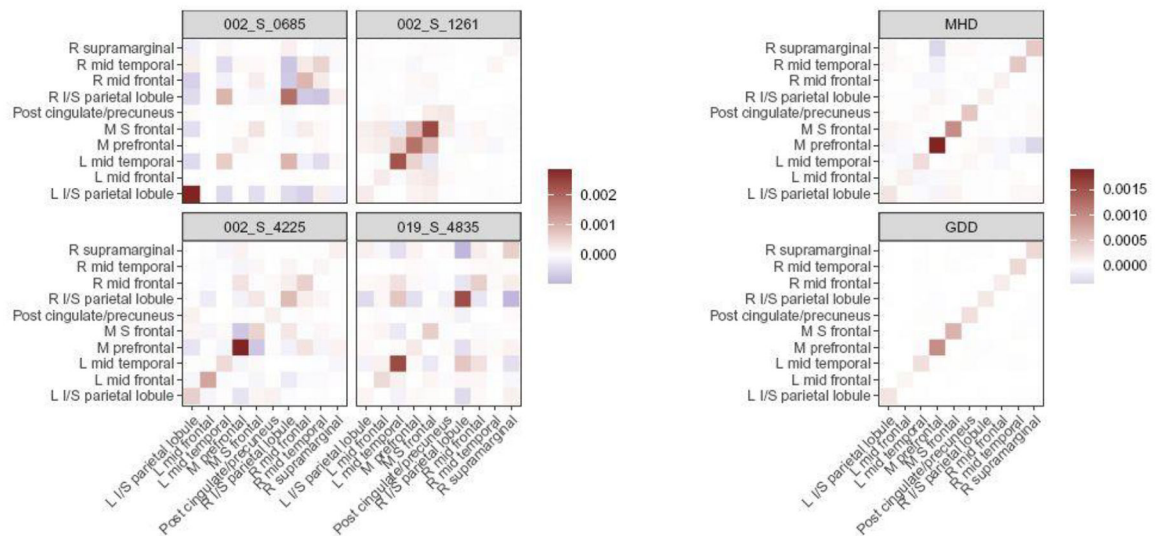 002_S_0685
002_S_1261
R supramarginal
R mid temporal
R mid frontal
R I/S parietal lobule
Post cingulate/precuneus
M S frontal
M prefrontal
L mid temporal
L mid frontal
L I/S parietal lobule
002_S_4225
019_S_4835
R supramarginal
R mid temporal
R mid frontal
R I/S parietal lobule
Post cingulate/precuneus
M S frontal
M prefrontal
L mid temporal
L mid frontal
L I/S parietal lobule
L I/S parietal lobule
L mid frontal
L mid temporal
M prefrontal
M S frontal
Post cingulate/precuneus
R I/S parietal lobule
R mid frontal
R mid temporal
R supramarginal
L I/S parietal lobule
L mid frontal
L mid temporal
M prefrontal
M S frontal
Post cingulate/precuneus
R I/S parietal lobule
R mid frontal
R mid temporal
R supramarginal
0.002
0.001
0.000
MHD
R supramarginal
R mid temporal
R mid frontal
R I/S parietal lobule
Post cingulate/precuneus
M S frontal
M prefrontal
L mid temporal
L mid frontal
L I/S parietal lobule
GDD
R supramarginal
R mid temporal
R mid frontal
R I/S parietal lobule
Post cingulate/precuneus
M S frontal
M prefrontal
L mid temporal
L mid frontal
L I/S parietal lobule
L I/S parietal lobule
L mid frontal
L mid temporal
M prefrontal
M S frontal
Post cingulate/precuneus
R I/S parietal lobule
R mid frontal
R mid temporal
R supramarginal
0.0015
0.0010
0.0005
0.0000